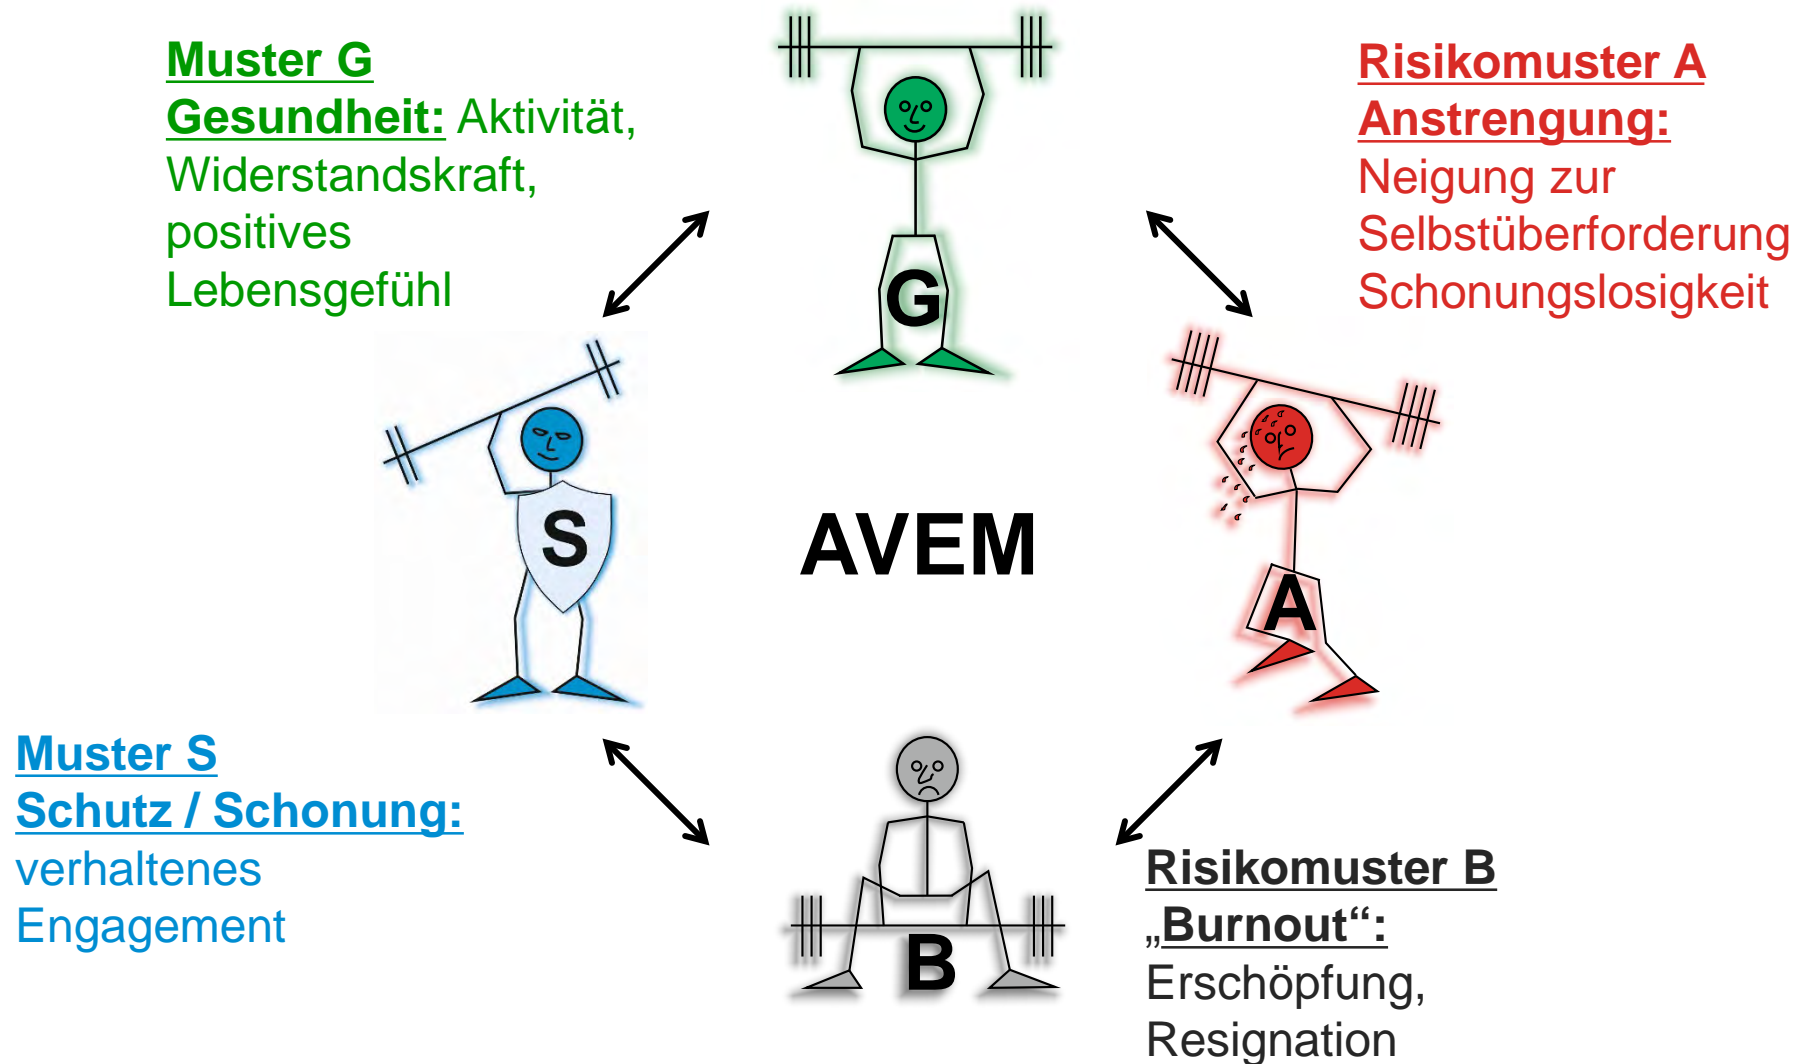 Muster G
Gesundheit: Aktivität,
Widerstandskraft,
positives
Lebensgefühl
Risikomuster A
Anstrengung:
Neigung zur
Selbstüberforderung
Schonungslosigkeit
G
S
AVEM
A
Muster S
Schutz / Schonung:
verhaltenes
Engagement
B
Risikomuster B
„Burnout“:
Erschöpfung,
Resignation